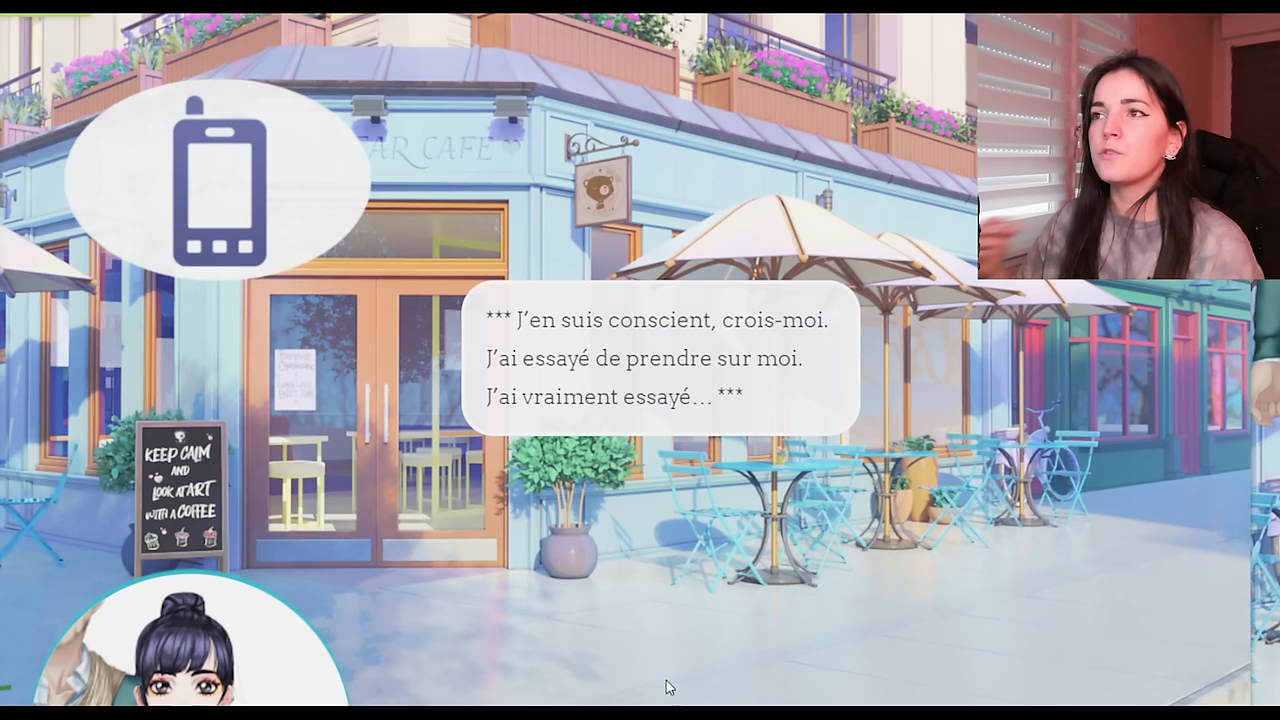 EAR CAFE
*** J'en suis conscient, crois-moi.
J'ai essayé de prendre sur moi.
J'ai vraiment essayé... ***
KEEP CALM
AND
LOOK AT ART
WITH A COFFEE